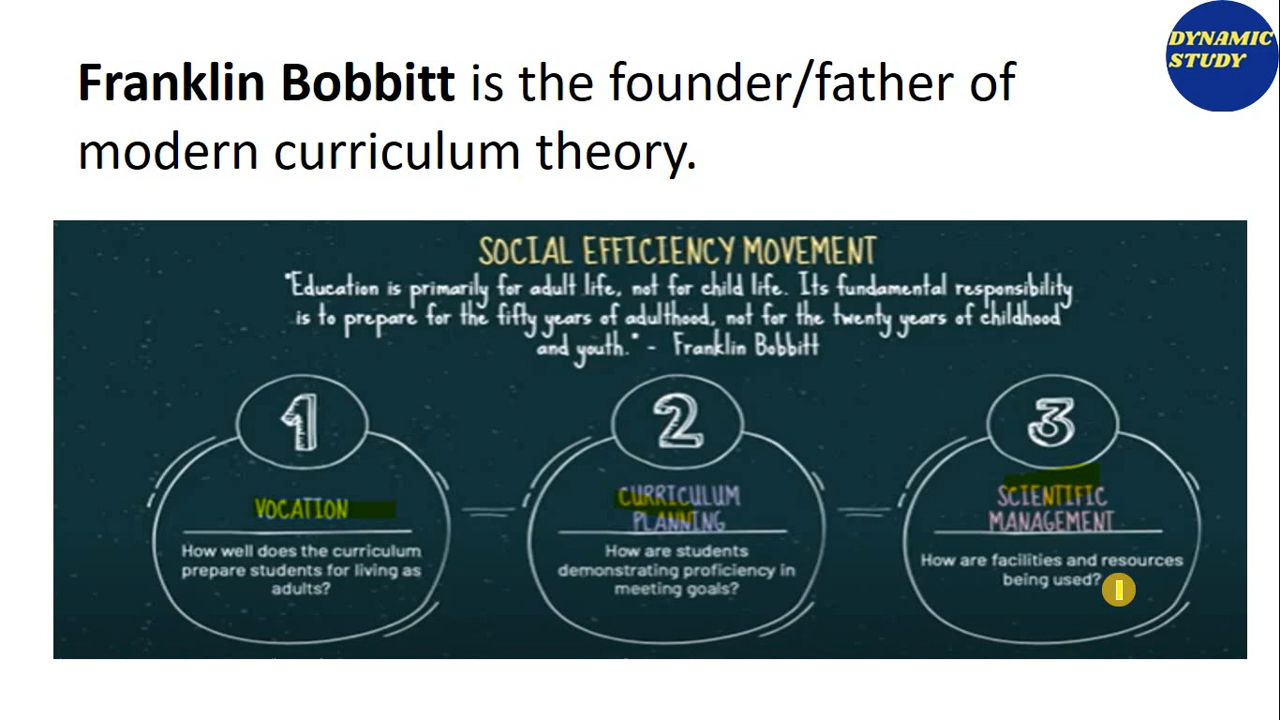 DYNAMIC
STUDY
Franklin Bobbitt is the founder/father of
modern curriculum theory.
SOCIAL EFFICIENCY MOVEMENT
"Education is primarily for adult life, not for child life. Its fundamental responsibility
is to prepare for the fifty years of adulthood, not for the twenty years of childhood
and youth." - Franklin Bobbitt
1
VOCATION
How well does the curriculum
prepare students for living as
adults?
2
CURRICULUM
PLANNING
How are students
demonstrating proficiency in
meeting goals?
3
SCIENTIFIC
MANAGEMENT
How are facilities and resources
being used?